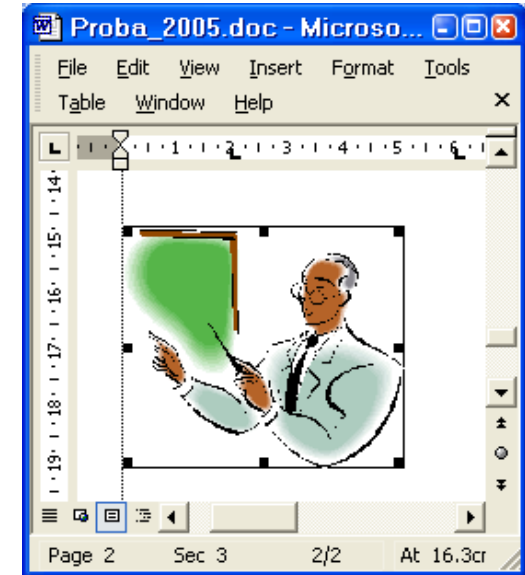 Proba_2005.doc - Microso...
File Edit View Insert Format Tools
Table Window Help
L 1 2 3 4 5 6
14
15
16
17
18
19
Page 2 Sec 3 2/2 At 16.3cr